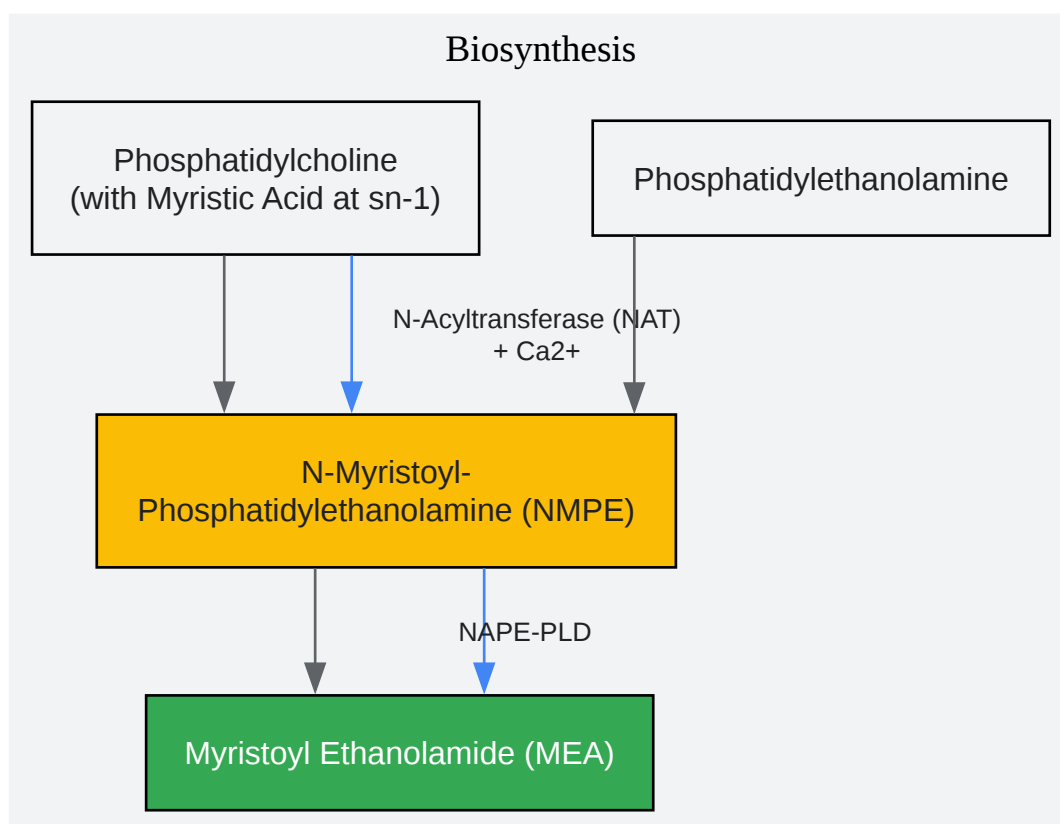 Biosynthesis
Phosphatidylcholine
(with Myristic Acid at sn-1)
Phosphatidylethanolamine
N-Acyltransferase (NAT)
+ Ca2+
N-Myristoyl-
Phosphatidylethanolamine (NMPE)
NAPE-PLD
Myristoyl Ethanolamide (MEA)